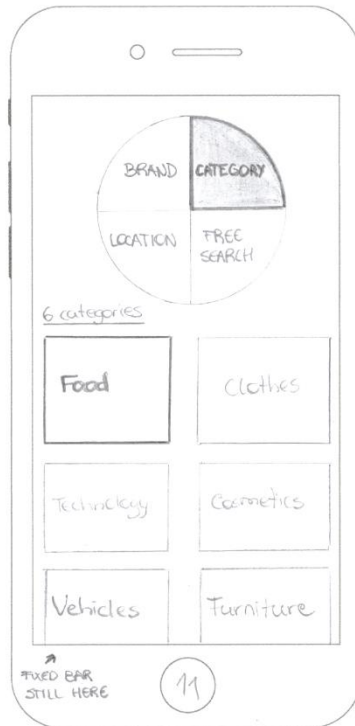 BRAND CATEGORY
LOCATION FREE
SEARCH
6 categories
Food Clothes
Technology Cosmetics
Vehicles Furniture
FIXED BAR
STILL HERE
11